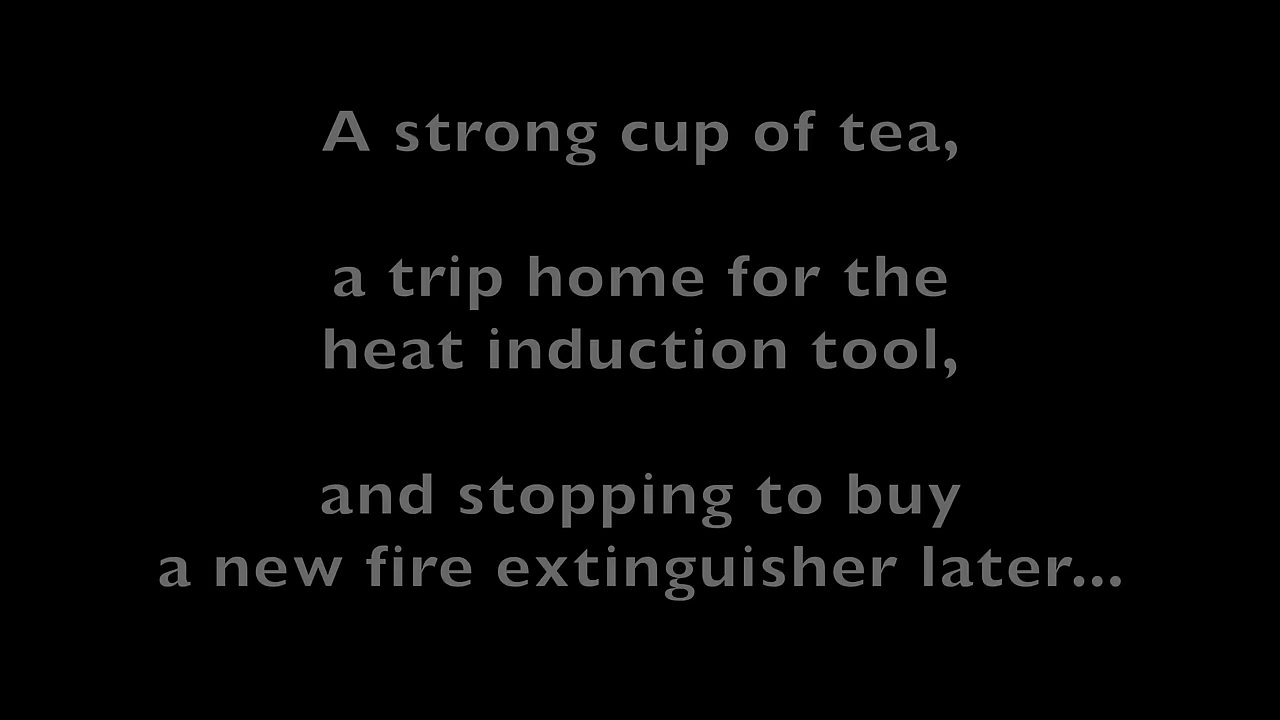 A strong cup of tea,
a trip home for the
heat induction tool,
and stopping to buy
a new fire extinguisher later...